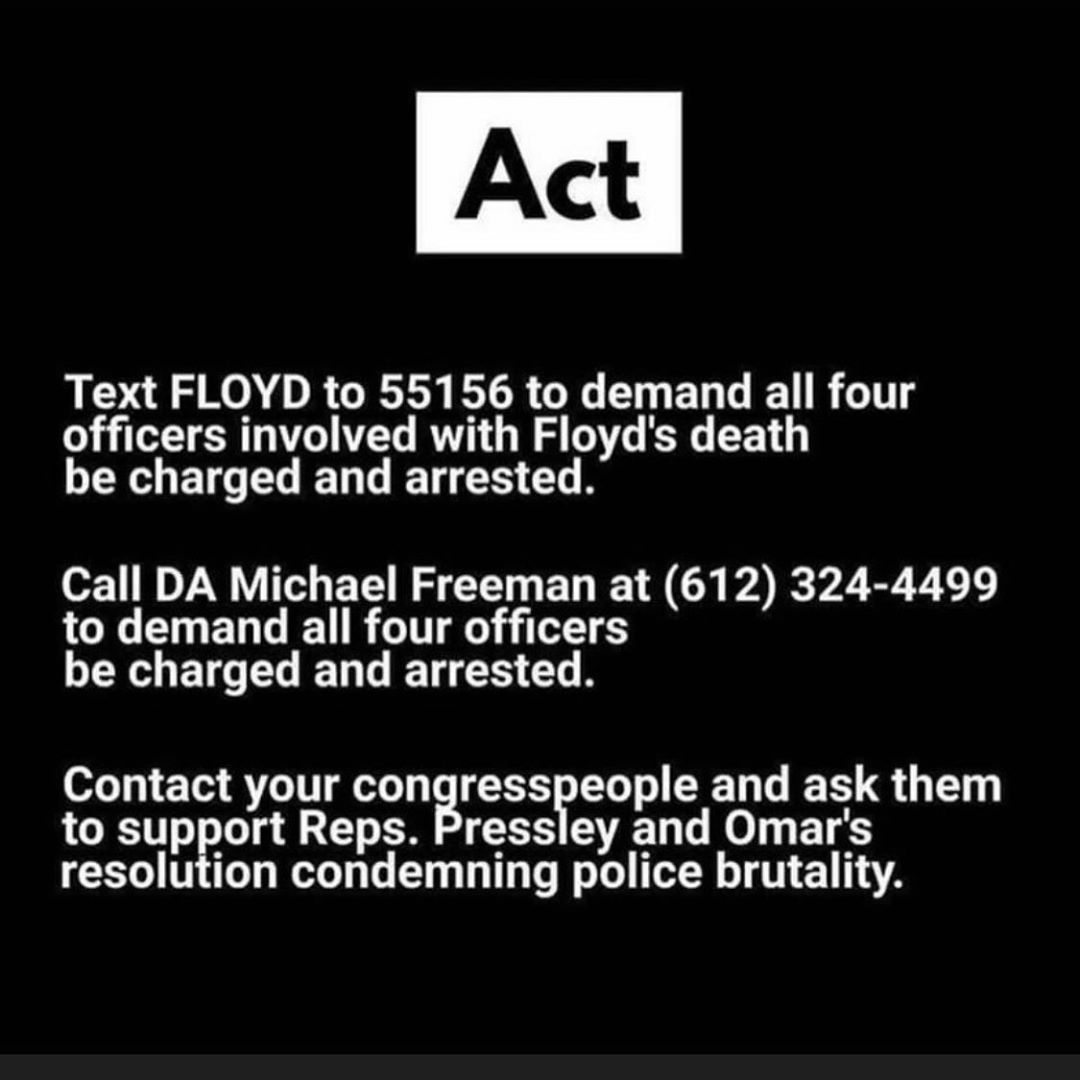 Act
Text FLOYD to 55156 to demand all four
officers involved with Floyd's death
be charged and arrested.
Call DA Michael Freeman at (612) 324-4499
to demand all four officers
be charged and arrested.
Contact your congresspeople and ask them
to support Reps. Pressley and Omar's
resolution condemning police brutality.